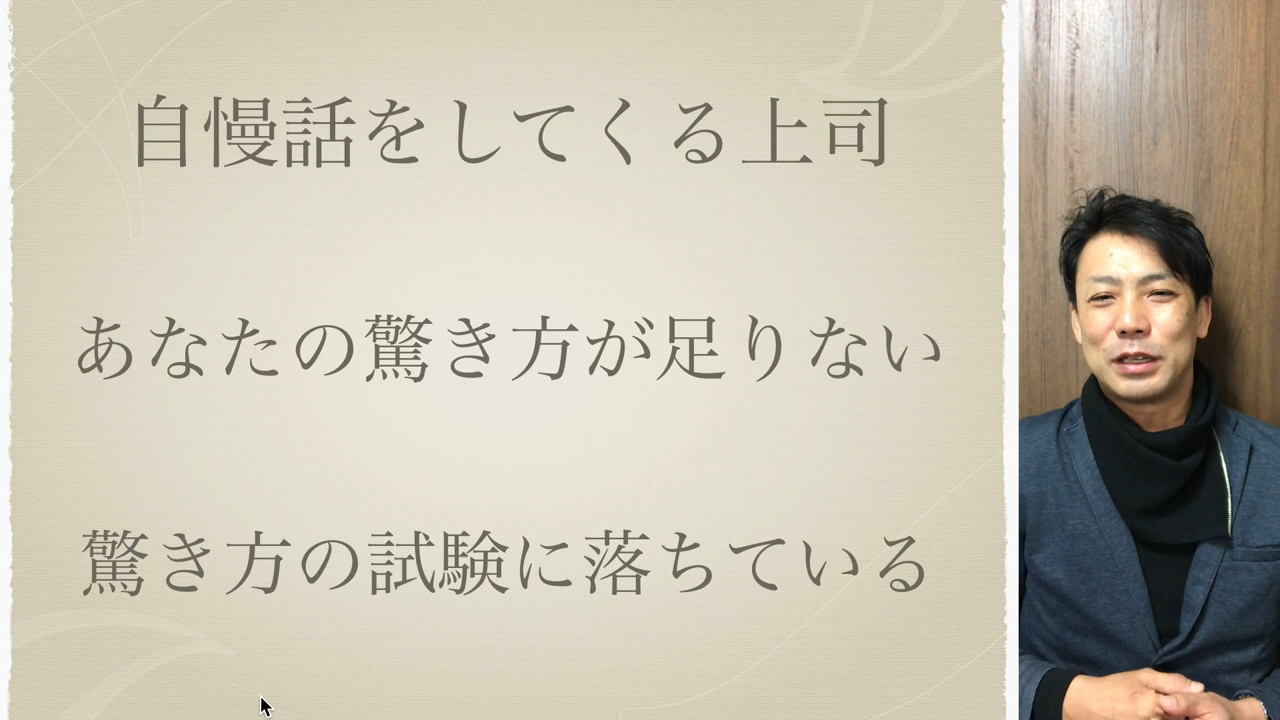 自慢話をしてくる上司
あなたの驚き方が足りない
驚き方の試験に落ちている